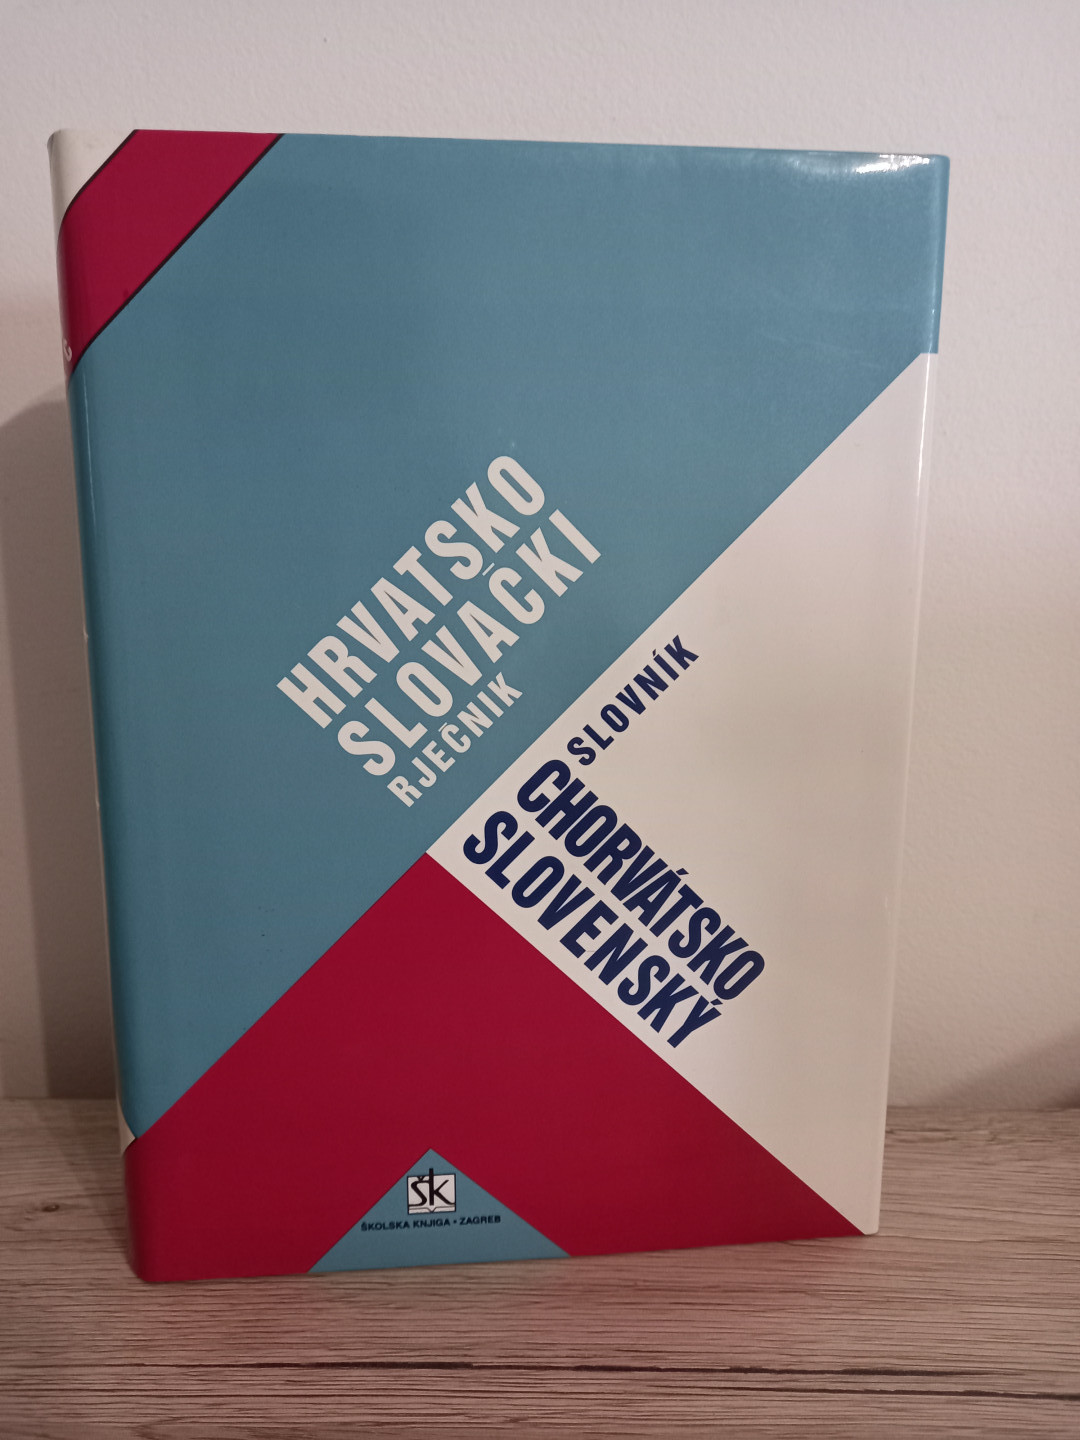 HRVATSKO
SLOVAČKI
RJEČNIK
SLOVNÍK
CHORVÁTSKO
SLOVENSKÝ
šk
ŠKOLSKA KNJIGA • ZAGREB